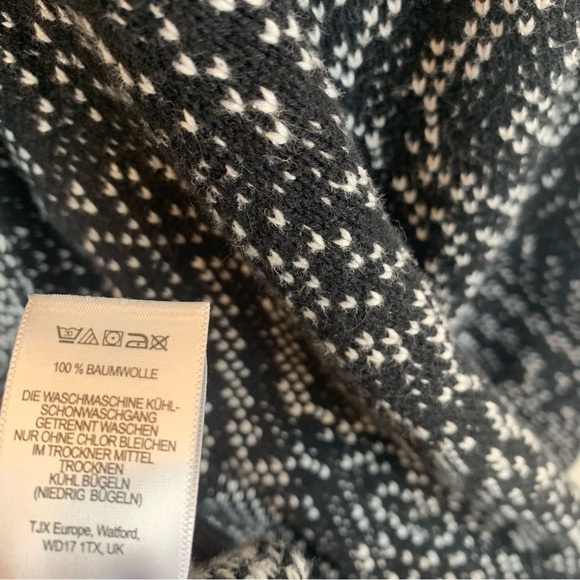 100 % BAUMWOLLE
DIE WASCHMASCHINE KÜHL-
SCHONWASCHGANG
GETRENNT WASCHEN
NUR OHNE CHLOR BLEICHEN
IM TROCKNER MITTEL
TROCKNEN
KÜHL BÜGELN
(NIEDRIG BÜGELN)
TJX Europe, Watford,
WD17 1TX, UK